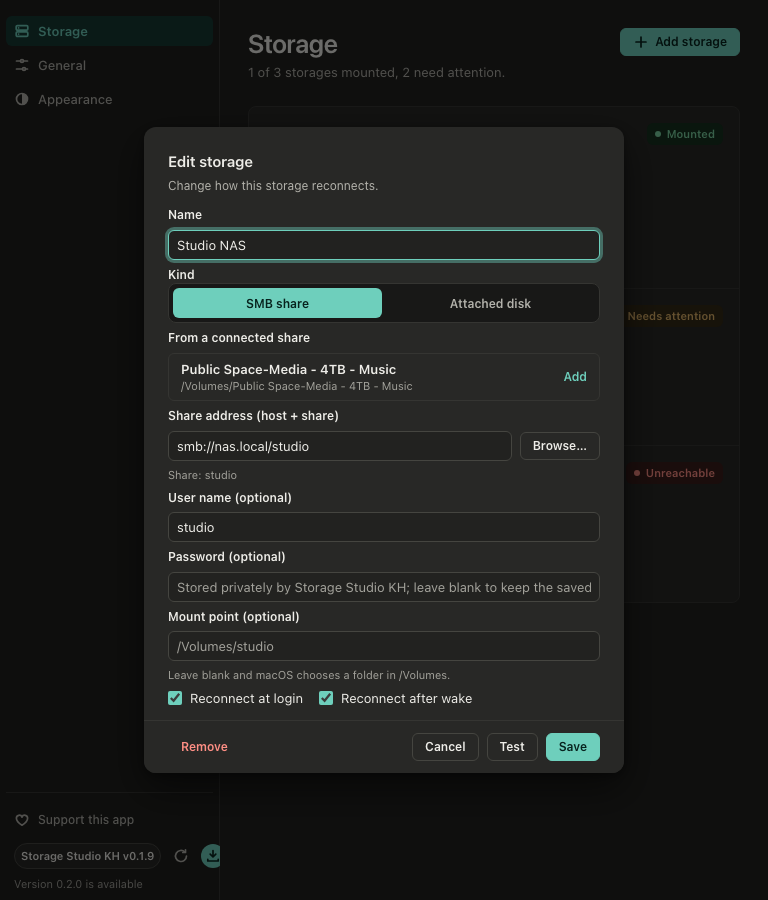 Storage
General
Appearance
Storage
1 of 3 storages mounted, 2 need attention.
Add storage
Mounted
Needs attention
Unreachable
Edit storage
Change how this storage reconnects.
Name
Studio NAS
Kind
SMB share
Attached disk
From a connected share
Public Space-Media - 4TB - Music
/Volumes/Public Space-Media - 4TB - Music
Add
Share address (host + share)
smb://nas.local/studio
Browse...
Share: studio
User name (optional)
studio
Password (optional)
Stored privately by Storage Studio KH; leave blank to keep the saved
Mount point (optional)
/Volumes/studio
Leave blank and macOS chooses a folder in /Volumes.
Reconnect at login
Reconnect after wake
Remove
Cancel
Test
Save
Support this app
Storage Studio KH v0.1.9
Version 0.2.0 is available